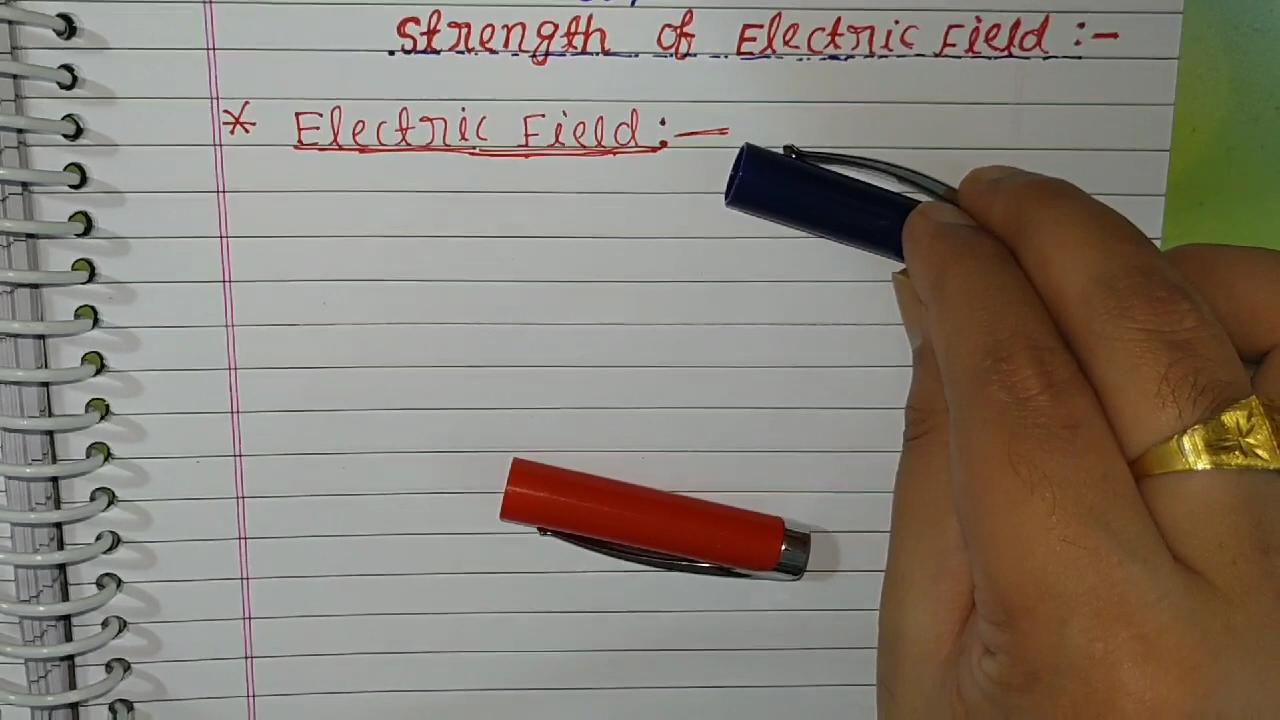 Strength of Electric Field :-
* Electric Field :-